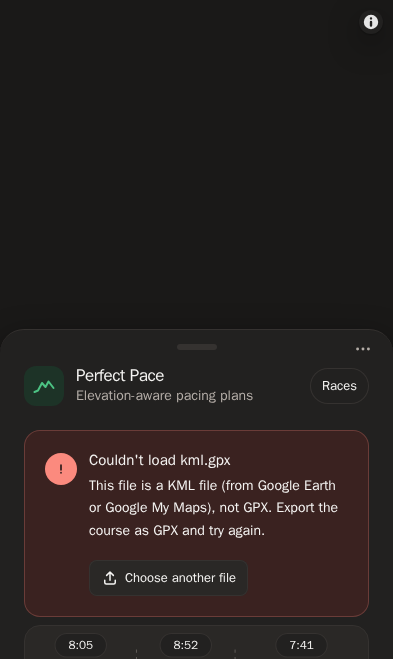 Perfect Pace
Elevation-aware pacing plans
Races
!
Couldn't load kml.gpx
This file is a KML file (from Google Earth
or Google My Maps), not GPX. Export the
course as GPX and try again.
Choose another file
8:05
8:52
7:41